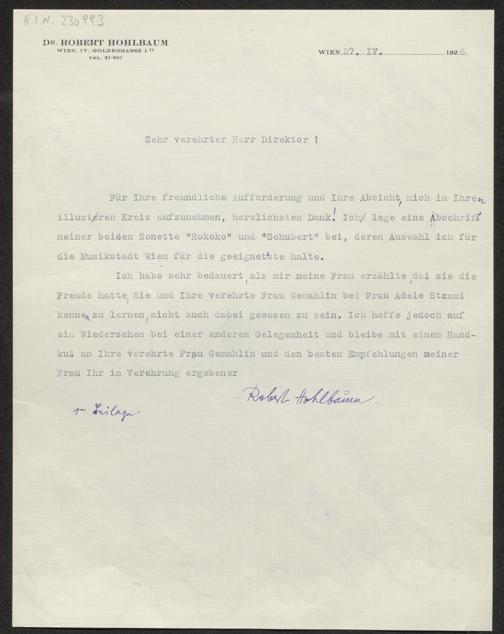 R.I.N. 230993
DR. ROBERT HOHLBAUM
WIEN, IV. GOLDEGGASSE 1
TEL. 51-901
WIEN, 27. IV. 1926
Sehr verehrter Herr Direktor !
Für Ihre freundliche Aufforderung und Ihre Absicht, mich in Ihren
illustren Kreis aufzunehmen, herzlichsten Dank! Ich lege eine Abschrift
meiner beiden Sonette "Rokoko" und "Schubert" bei, deren Auswahl ich für
die Musikstadt Wien für die geeignetste halte.
Ich habe sehr bedauert, als mir meine Frau erzählte, daß sie die
Freude hatte, Sie und Ihre verehrte Frau Gemahlin bei Frau Adele Strauß
kennen zu lernen, nicht auch dabei gewesen zu sein. Ich hoffe jedoch auf
ein Wiedersehen bei einer anderen Gelegenheit und bleibe mit einem Hand-
kuß an Ihre verehrte Frau Gemahlin und den besten Empfehlungen meiner
Frau Ihr in Verehrung ergebener
Robert Hohlbaum.
1 Beilage.